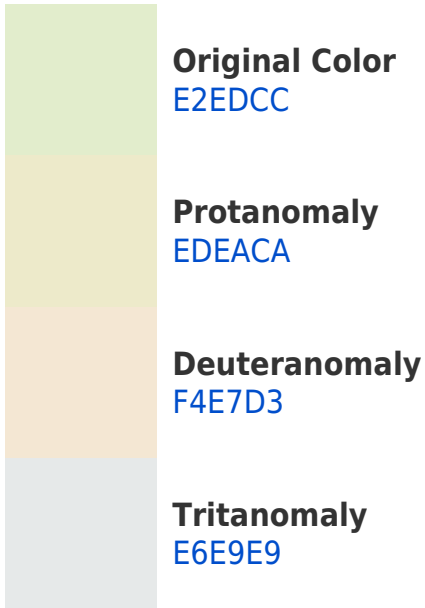 Original Color
E2EDCC
Protanomaly
EDEACA
Deuteranomaly
F4E7D3
Tritanomaly
E6E9E9